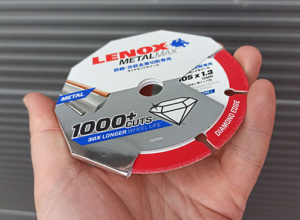 LENOX
METALMAX
105 x 1.3
METAL
1000+
CUTS
30X LONGER WHEEL LIFE
DIAMOND EDGE